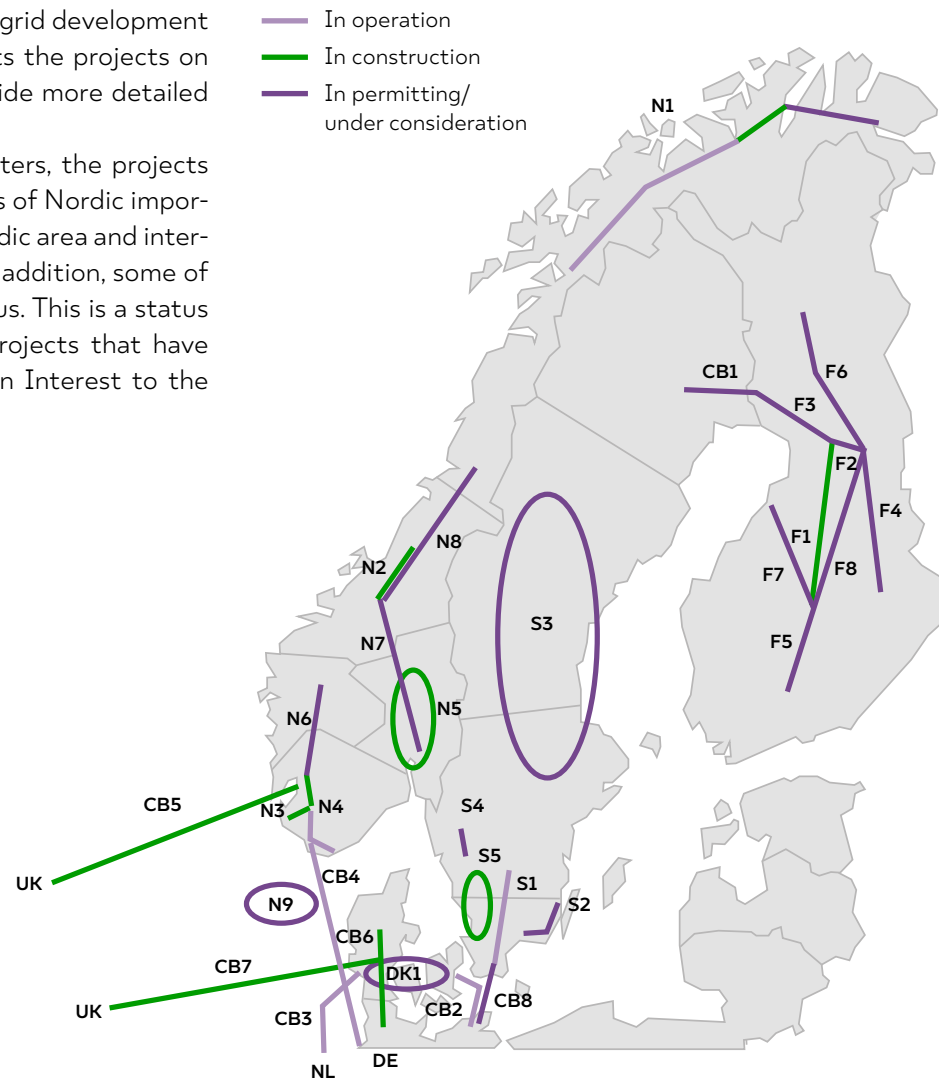 grid development
ts the projects on
ide more detailed
ters, the projects
s of Nordic impor-
dic area and inter-
addition, some of
us. This is a status
rojects that have
n Interest to the
In operation
In construction
In permitting/
under consideration
N1
CB1
F6
F3
F2
F4
F1
F7
F8
F5
N8
N2
S3
N7
N5
N6
CB5
N3
N4
S4
S5
UK
CB4
S1
N9
S2
CB6
CB7
DK1
UK
CB3
CB2
CB8
DE
NL